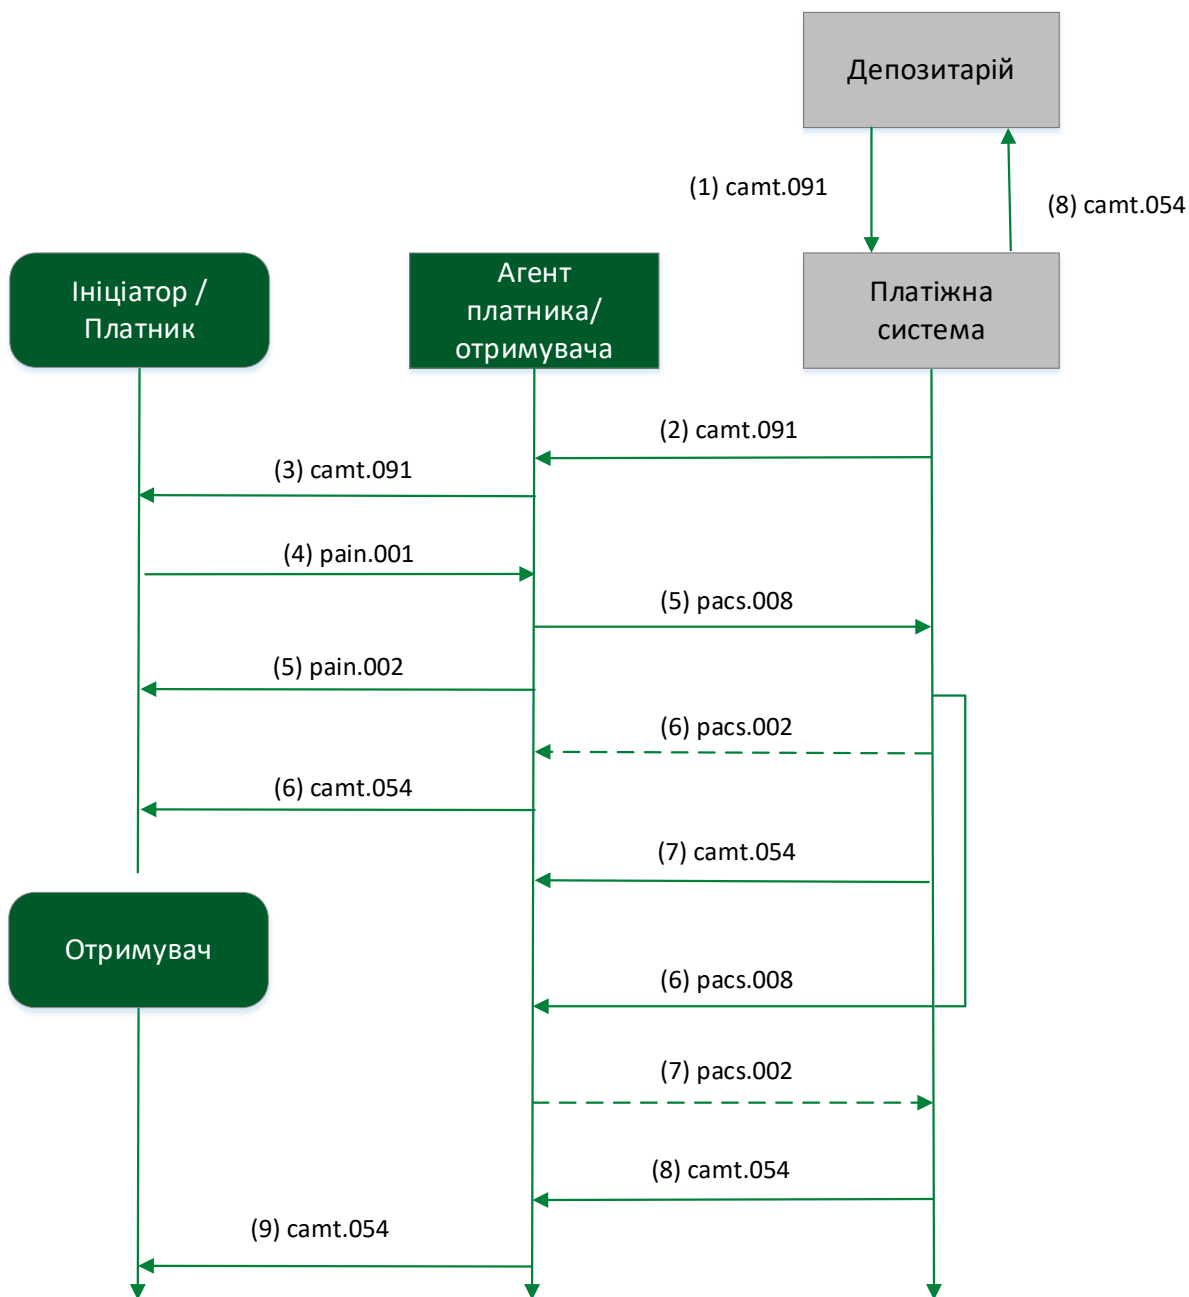 Депозитарій
(1) camt.091
(8) camt.054
Ініціатор /
Платник
Агент
платника/
отримувача
Платіжна
система
(2) camt.091
(3) camt.091
(4) pain.001
(5) pacs.008
(5) pain.002
(6) pacs.002
(6) camt.054
(7) camt.054
Отримувач
(6) pacs.008
(7) pacs.002
(8) camt.054
(9) camt.054